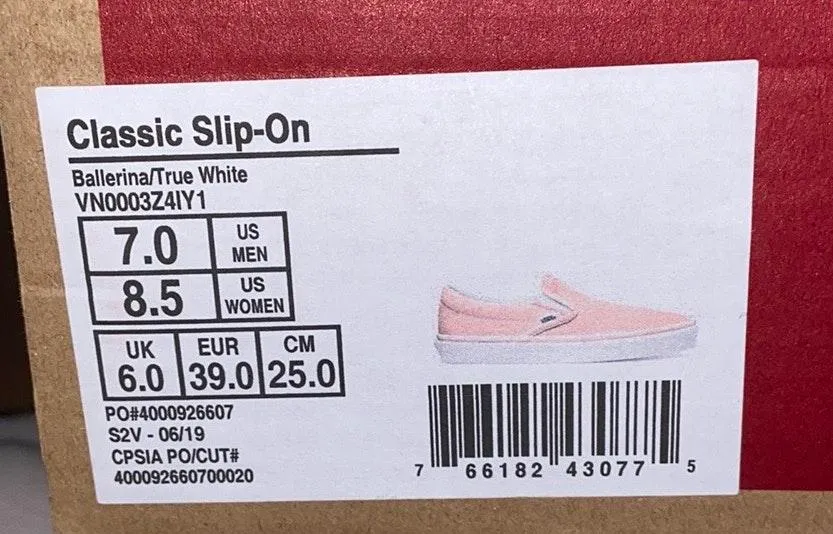 Classic Slip-On
Ballerina/True White
VN0003Z4IY1
7.0 US MEN
8.5 US WOMEN
UK EUR CM
6.0 39.0 25.0
PO#4000926607
S2V - 06/19
CPSIA PO/CUT#
400092660700020
7 66182 43077 5